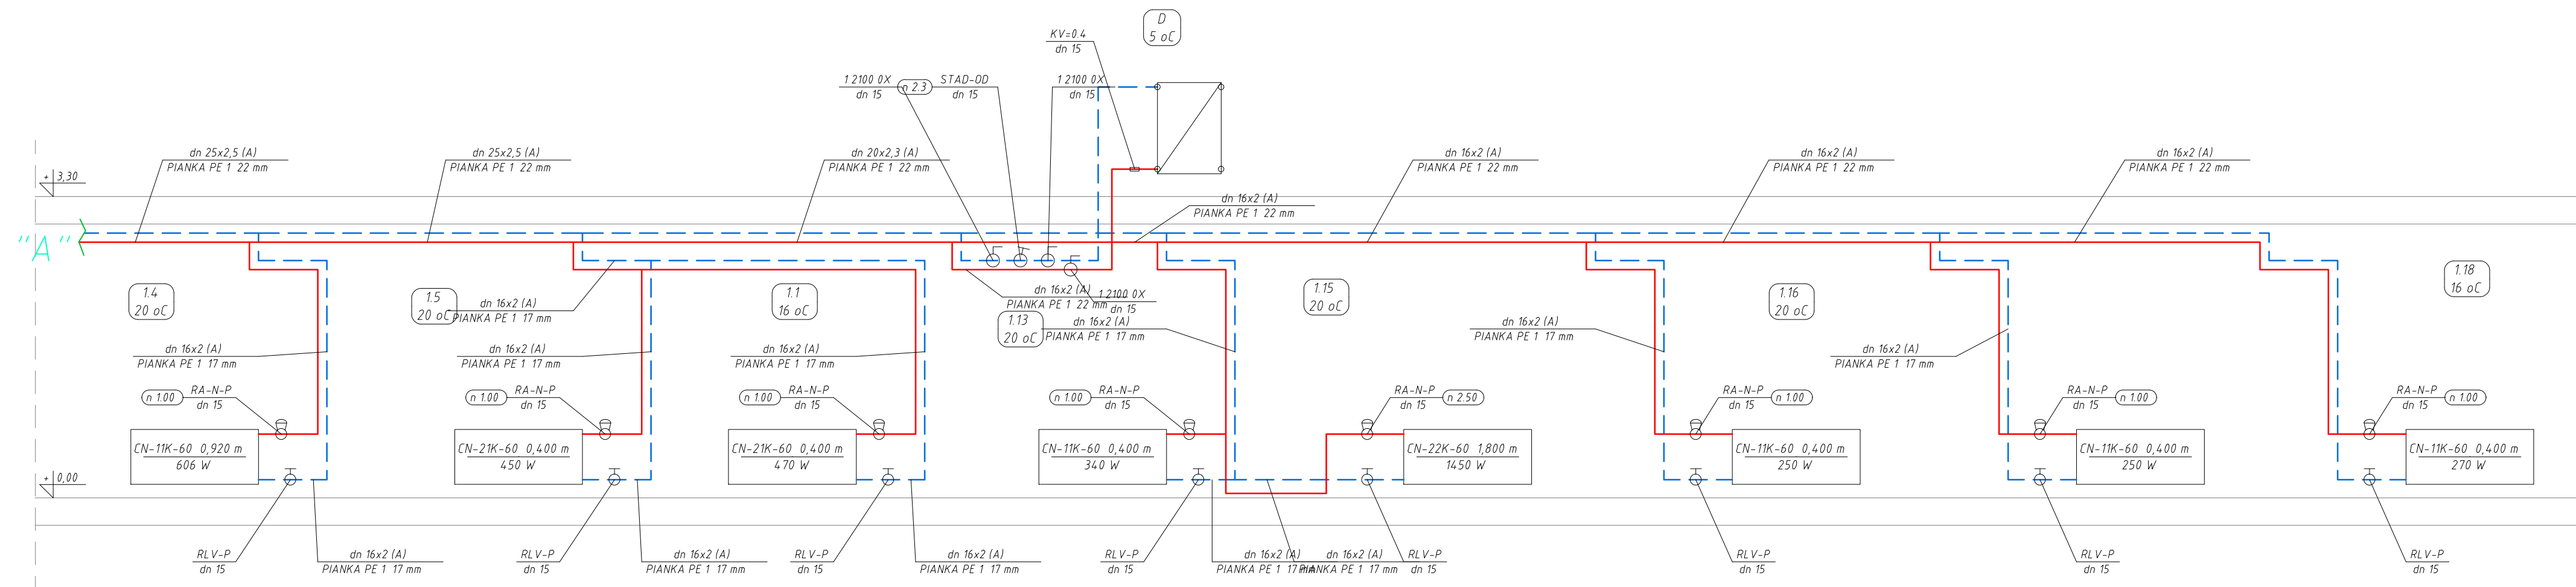 D
5 oC
KV=0.4
dn 15
1 2100 0X
dn 15
n 2.3
STAD-OD
dn 15
1 2100 0X
dn 15
dn 25x2,5 (A)
PIANKA PE 1 22 mm
dn 25x2,5 (A)
PIANKA PE 1 22 mm
dn 20x2,3 (A)
PIANKA PE 1 22 mm
dn 16x2 (A)
PIANKA PE 1 22 mm
dn 16x2 (A)
PIANKA PE 1 22 mm
dn 16x2 (A)
PIANKA PE 1 22 mm
+ 3,30
dn 16x2 (A)
PIANKA PE 1 22 mm
"A"
1.4
20 oC
1.5
20 oC
dn 16x2 (A)
PIANKA PE 1 17 mm
1.1
16 oC
dn 16x2 (A)
PIANKA PE 1 22 mm
1 2100 0X
dn 15
1.13
20 oC
dn 16x2 (A)
PIANKA PE 1 17 mm
1.15
20 oC
dn 16x2 (A)
PIANKA PE 1 17 mm
1.16
20 oC
1.18
16 oC
dn 16x2 (A)
PIANKA PE 1 17 mm
dn 16x2 (A)
PIANKA PE 1 17 mm
dn 16x2 (A)
PIANKA PE 1 17 mm
dn 16x2 (A)
PIANKA PE 1 17 mm
n 1.00
RA-N-P
dn 15
n 1.00
RA-N-P
dn 15
n 1.00
RA-N-P
dn 15
n 1.00
RA-N-P
dn 15
RA-N-P
dn 15
n 2.50
RA-N-P
dn 15
n 1.00
RA-N-P
dn 15
n 1.00
RA-N-P
dn 15
n 1.00
CN-11K-60 0,920 m
606 W
CN-21K-60 0,400 m
450 W
CN-21K-60 0,400 m
470 W
CN-11K-60 0,400 m
340 W
CN-22K-60 1,800 m
1450 W
CN-11K-60 0,400 m
250 W
CN-11K-60 0,400 m
250 W
CN-11K-60 0,400 m
270 W
+ 0,00
RLV-P
dn 15
dn 16x2 (A)
PIANKA PE 1 17 mm
RLV-P
dn 15
dn 16x2 (A)
PIANKA PE 1 17 mm
RLV-P
dn 15
dn 16x2 (A)
PIANKA PE 1 17 mm
RLV-P
dn 15
dn 16x2 (A)
PIANKA PE 1 17 mm
dn 16x2 (A)
PIANKA PE 1 17 mm
RLV-P
dn 15
RLV-P
dn 15
RLV-P
dn 15
RLV-P
dn 15